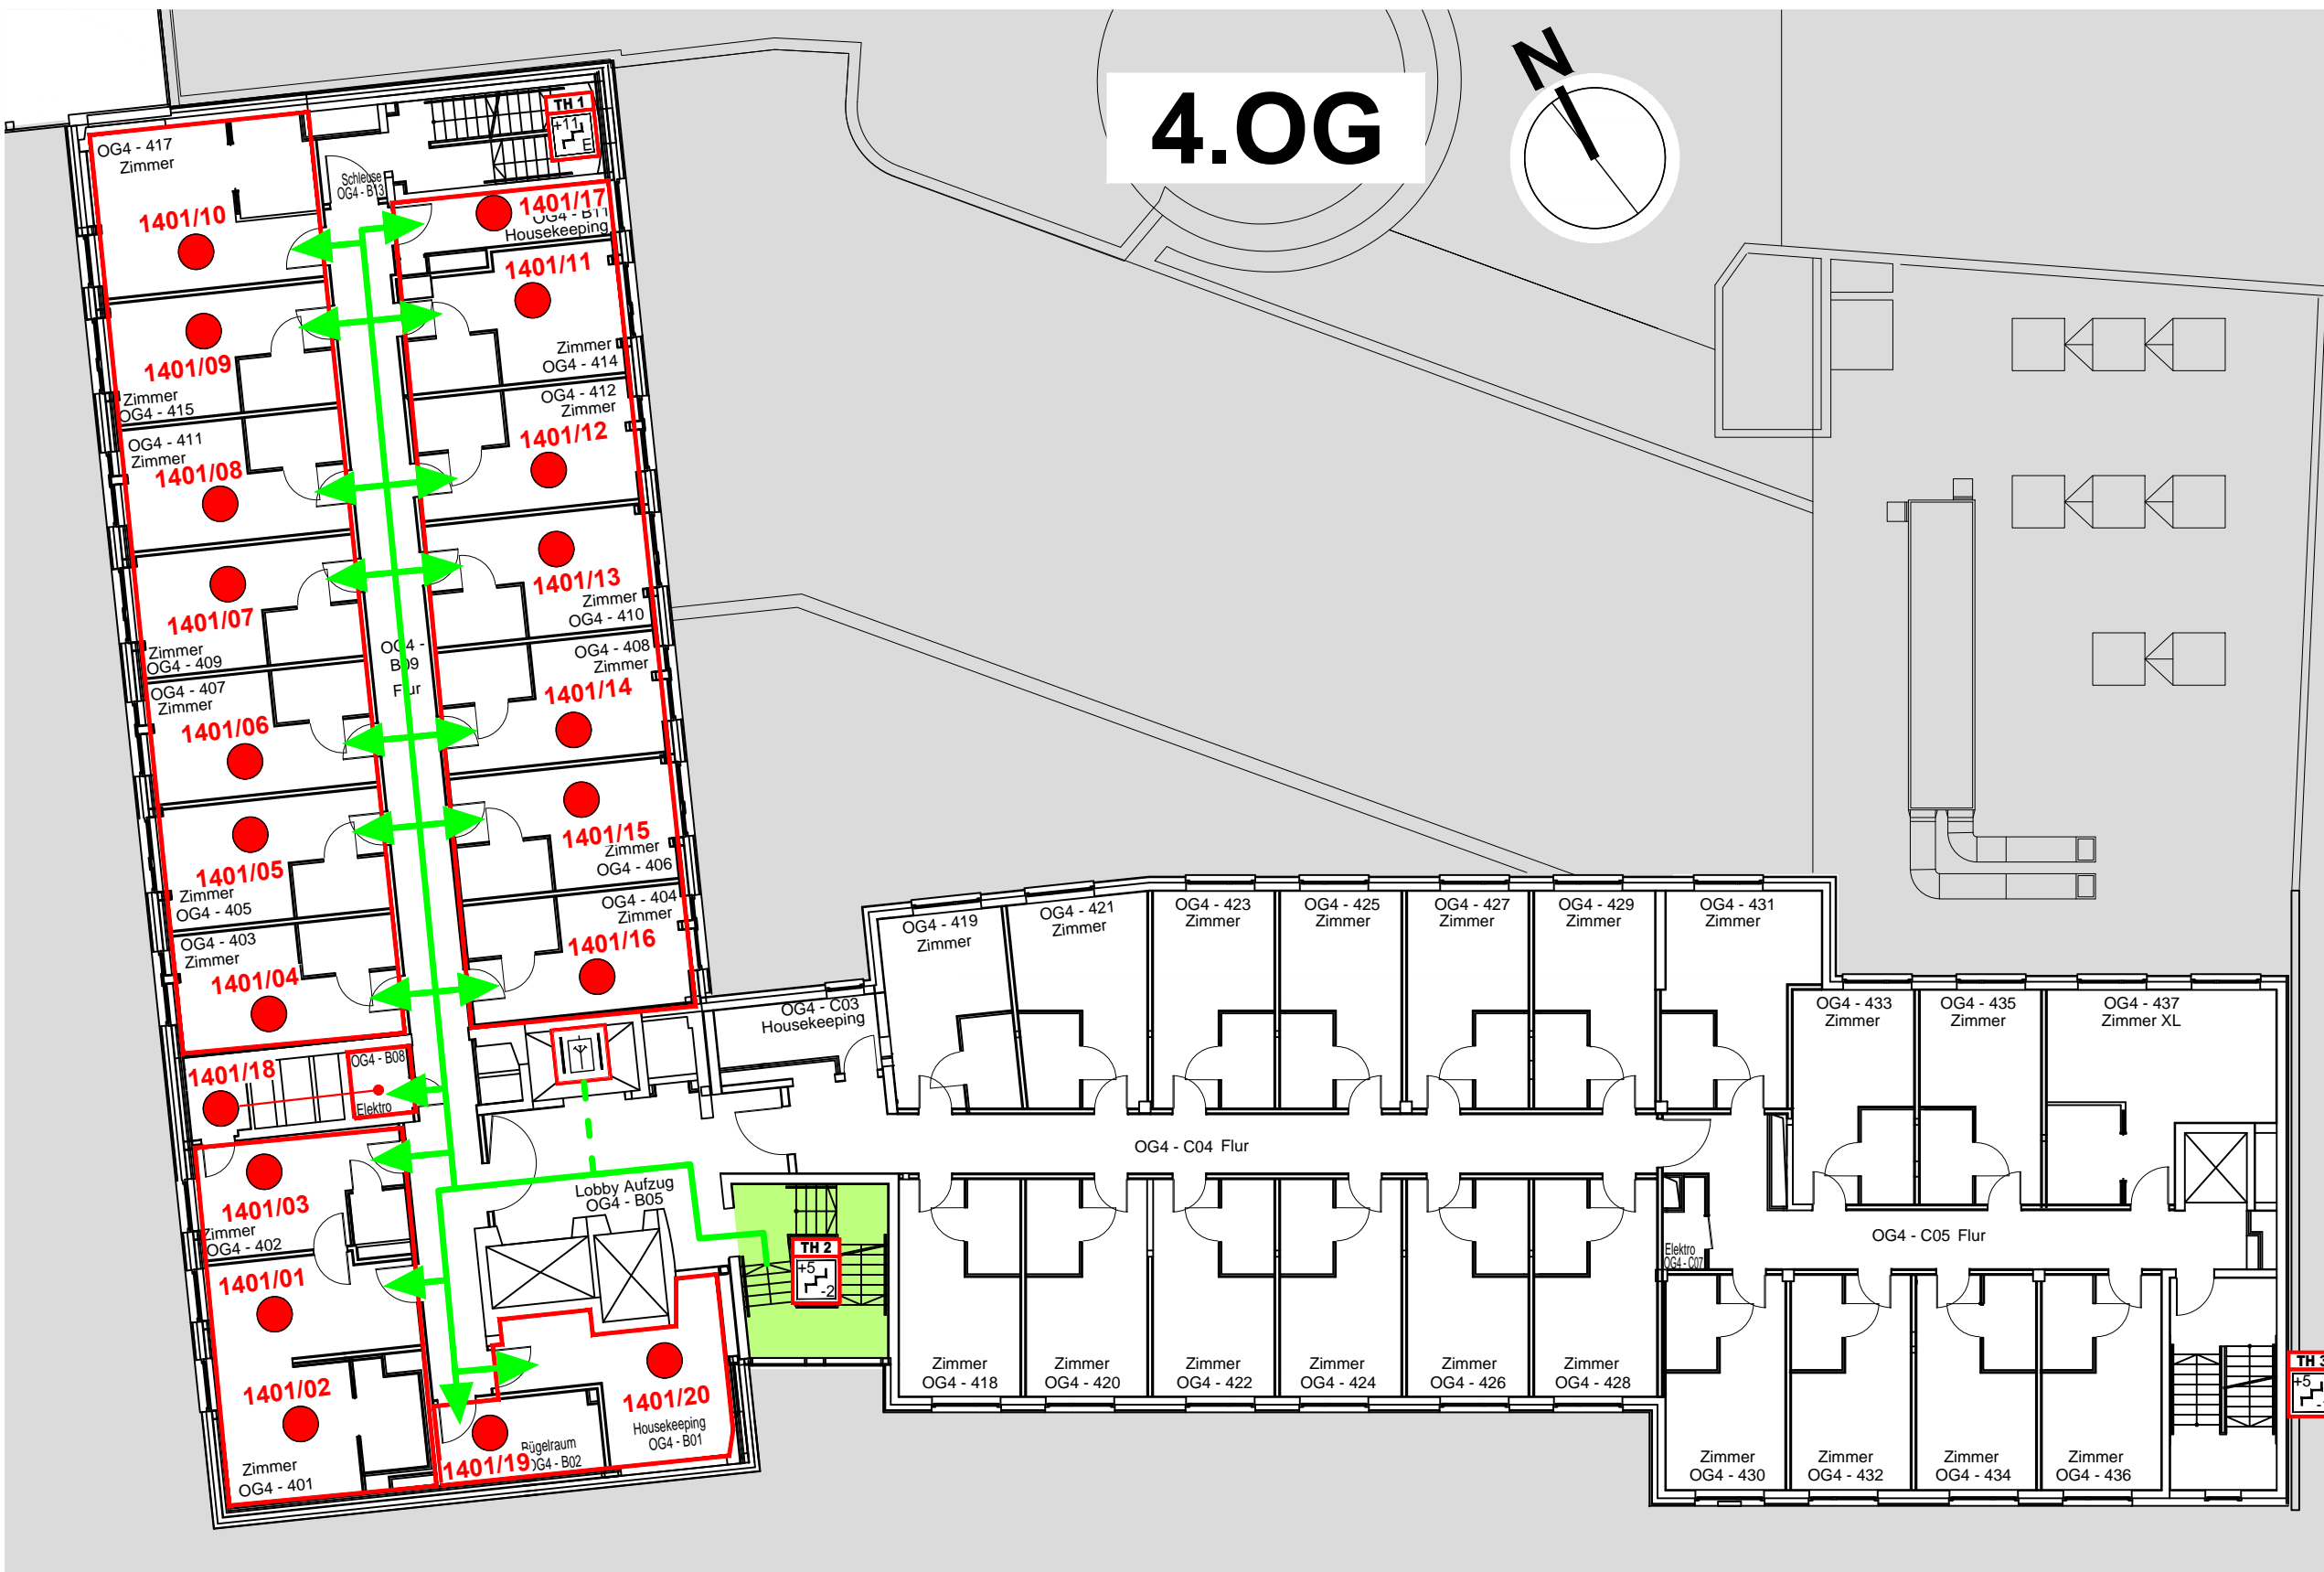 4.OG
N
TH 1
+11
E
OG4 - 417
Zimmer
1401/10
Schleuse
OG4 - B13
1401/17
OG4 - B11
Housekeeping
1401/11
Zimmer
OG4 - 414
1401/09
Zimmer
OG4 - 415
OG4 - 412
Zimmer
1401/12
OG4 - 411
Zimmer
1401/08
1401/13
Zimmer
OG4 - 410
1401/07
Zimmer
OG4 - 409
OG4 -
B09
Flur
OG4 - 408
Zimmer
1401/14
OG4 - 407
Zimmer
1401/06
1401/15
Zimmer
OG4 - 406
1401/05
Zimmer
OG4 - 405
OG4 - 404
Zimmer
1401/16
OG4 - 403
Zimmer
1401/04
1401/18
OG4 - B08
Elektro
1401/03
Zimmer
OG4 - 402
1401/01
1401/02
Zimmer
OG4 - 401
Lobby Aufzug
OG4 - B05
1401/20
Housekeeping
OG4 - B01
1401/19
Bügelraum
OG4 - B02
TH 2
+5
-2
OG4 - C03
Housekeeping
OG4 - 419
Zimmer
OG4 - 421
Zimmer
OG4 - 423
Zimmer
OG4 - 425
Zimmer
OG4 - 427
Zimmer
OG4 - 429
Zimmer
OG4 - 431
Zimmer
OG4 - 433
Zimmer
OG4 - 435
Zimmer
OG4 - 437
Zimmer XL
OG4 - C04 Flur
OG4 - C05 Flur
Elektro
OG4 - C07
Zimmer
OG4 - 418
Zimmer
OG4 - 420
Zimmer
OG4 - 422
Zimmer
OG4 - 424
Zimmer
OG4 - 426
Zimmer
OG4 - 428
Zimmer
OG4 - 430
Zimmer
OG4 - 432
Zimmer
OG4 - 434
Zimmer
OG4 - 436
TH 3
+5